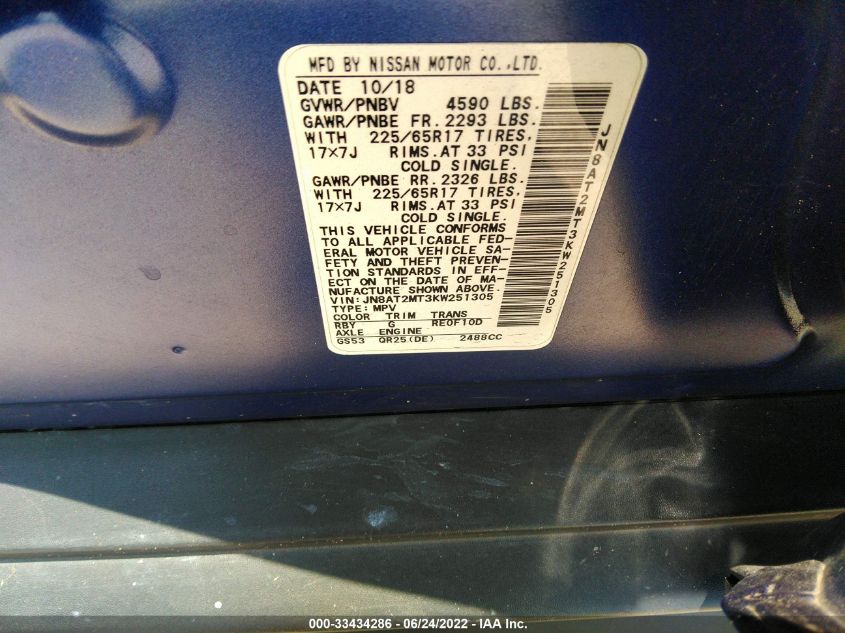 MFD BY NISSAN MOTOR CO.,LTD.
DATE 10/18
GVWR/PNBV 4590 LBS.
GAWR/PNBE FR. 2293 LBS.
WITH 225/65R17 TIRES,
17×7J RIMS.AT 33 PSI
COLD SINGLE.
GAWR/PNBE RR. 2326 LBS.
WITH 225/65R17 TIRES.
17×7J RIMS.AT 33 PSI
COLD SINGLE.
THIS VEHICLE CONFORMS
TO ALL APPLICABLE FED-
ERAL MOTOR VEHICLE SA-
FETY AND THEFT PREVEN-
TION STANDARDS IN EFF-
ECT ON THE DATE OF MA-
NUFACTURE SHOWN ABOVE.
VIN:JN8AT2MT3KW251305
TYPE:MPV
COLOR TRIM TRANS
RBY G RE0F10D
AXLE ENGINE
GS53 QR25(DE) 2488CC
JN8AT2MT3KW251305
000-33434286 - 06/24/2022 - IAA Inc.